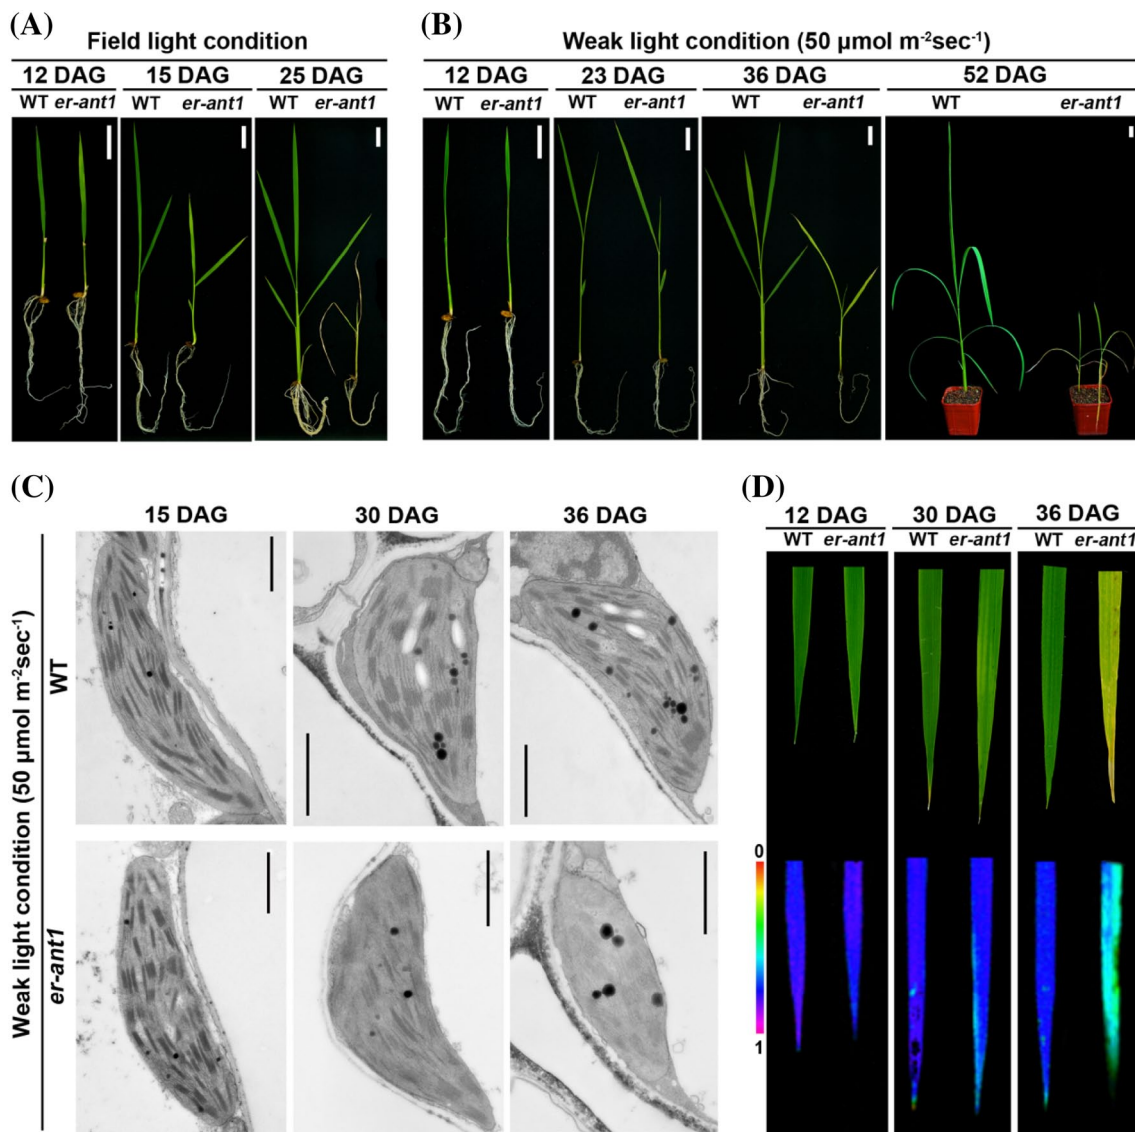 (A)
Field light condition
12 DAG 15 DAG 25 DAG
WT er-ant1 WT er-ant1 WT er-ant1
(B)
Weak light condition (50 µmol m⁻²sec⁻¹)
12 DAG 23 DAG 36 DAG 52 DAG
WT er-ant1 WT er-ant1 WT er-ant1 WT er-ant1
(C)
15 DAG 30 DAG 36 DAG
Weak light condition (50 µmol m⁻²sec⁻¹)
WT
er-ant1
(D)
12 DAG 30 DAG 36 DAG
WT er-ant1 WT er-ant1 WT er-ant1
0
1